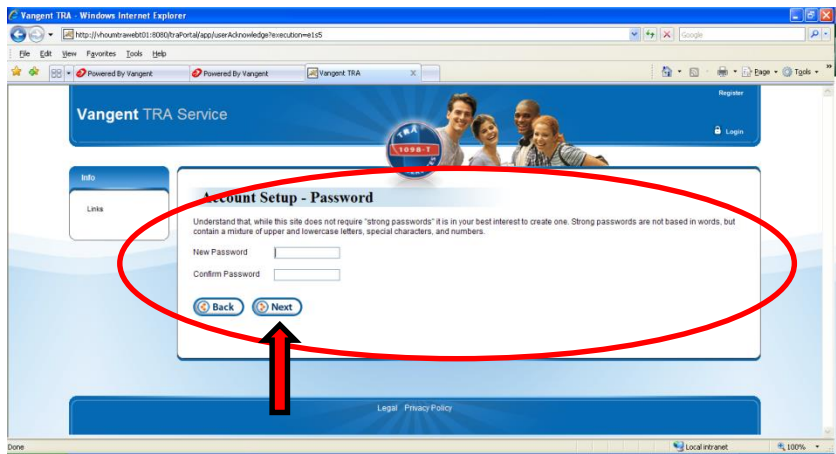 Vangent TRA - Windows Internet Explorer
http://vhoumtrawebt01:8080/traPortal/app/userAcknowledge?execution=e1s5
Google
File Edit View Favorites Tools Help
Powered By Vangent Powered By Vangent Vangent TRA
Page Tools
Register
Vangent TRA Service
Login
TRA
1098-T
Info
Links
Account Setup - Password
Understand that, while this site does not require "strong passwords" it is in your best interest to create one. Strong passwords are not based in words, but
contain a mixture of upper and lowercase letters, special characters, and numbers.
New Password
Confirm Password
Back Next
Legal Privacy Policy
Done Local intranet 100%